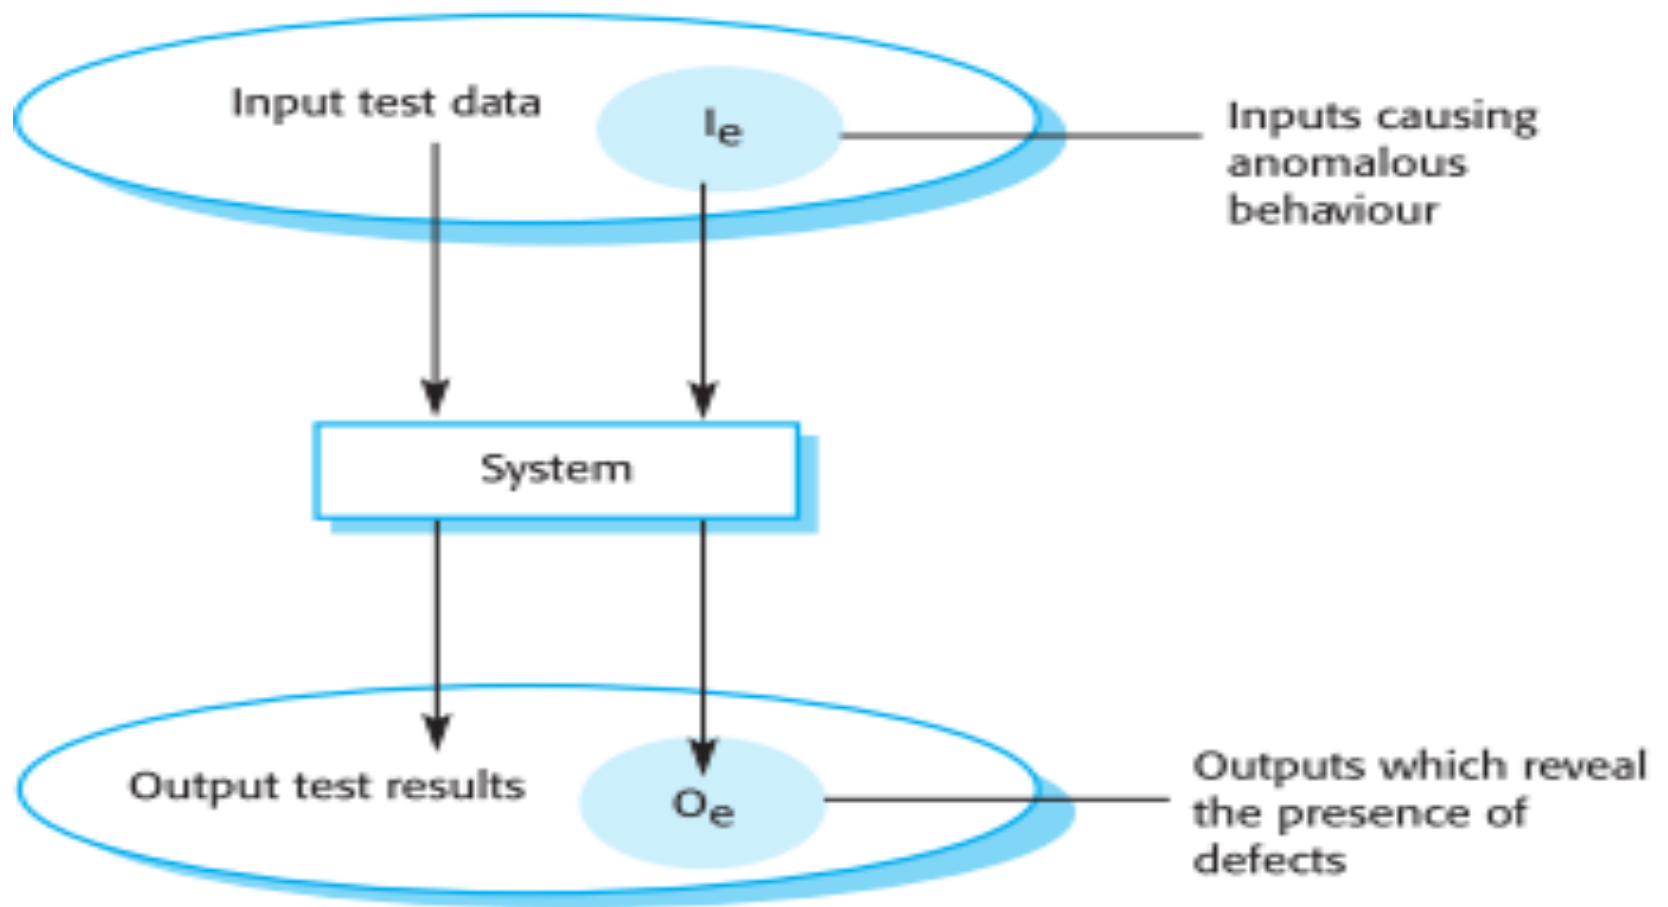 Input test data
Ie
Inputs causing
anomalous
behaviour
System
Output test results
Oe
Outputs which reveal
the presence of
defects